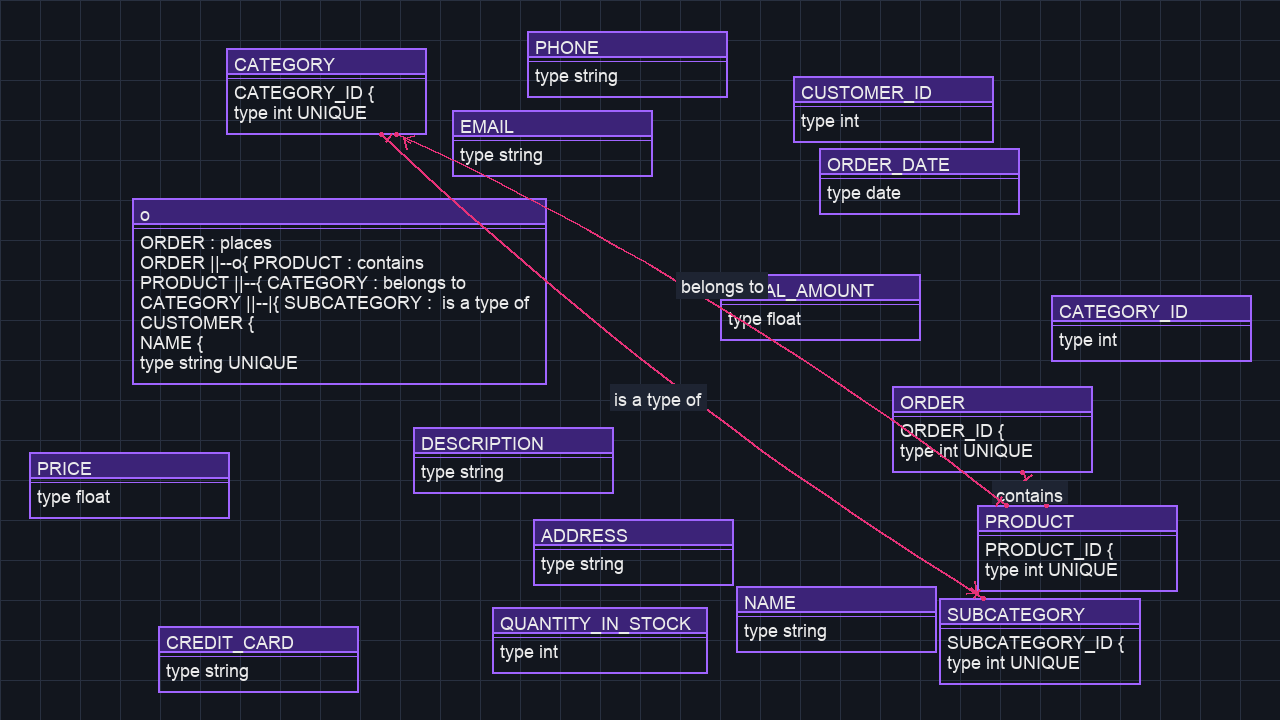 PHONE
type string
CATEGORY
CATEGORY_ID {
type int UNIQUE
CUSTOMER_ID
type int
EMAIL
type string
ORDER_DATE
type date
o
ORDER : places
ORDER ||--o{ PRODUCT : contains
PRODUCT ||--{ CATEGORY : belongs to
CATEGORY ||--|{ SUBCATEGORY :  is a type of
CUSTOMER {
NAME {
type string UNIQUE
belongs to
AL_AMOUNT
type float
CATEGORY_ID
type int
is a type of
ORDER
ORDER_ID {
type int UNIQUE
DESCRIPTION
type string
PRICE
type float
contains
PRODUCT
PRODUCT_ID {
type int UNIQUE
ADDRESS
type string
NAME
type string
SUBCATEGORY
SUBCATEGORY_ID {
type int UNIQUE
QUANTITY_IN_STOCK
type int
CREDIT_CARD
type string